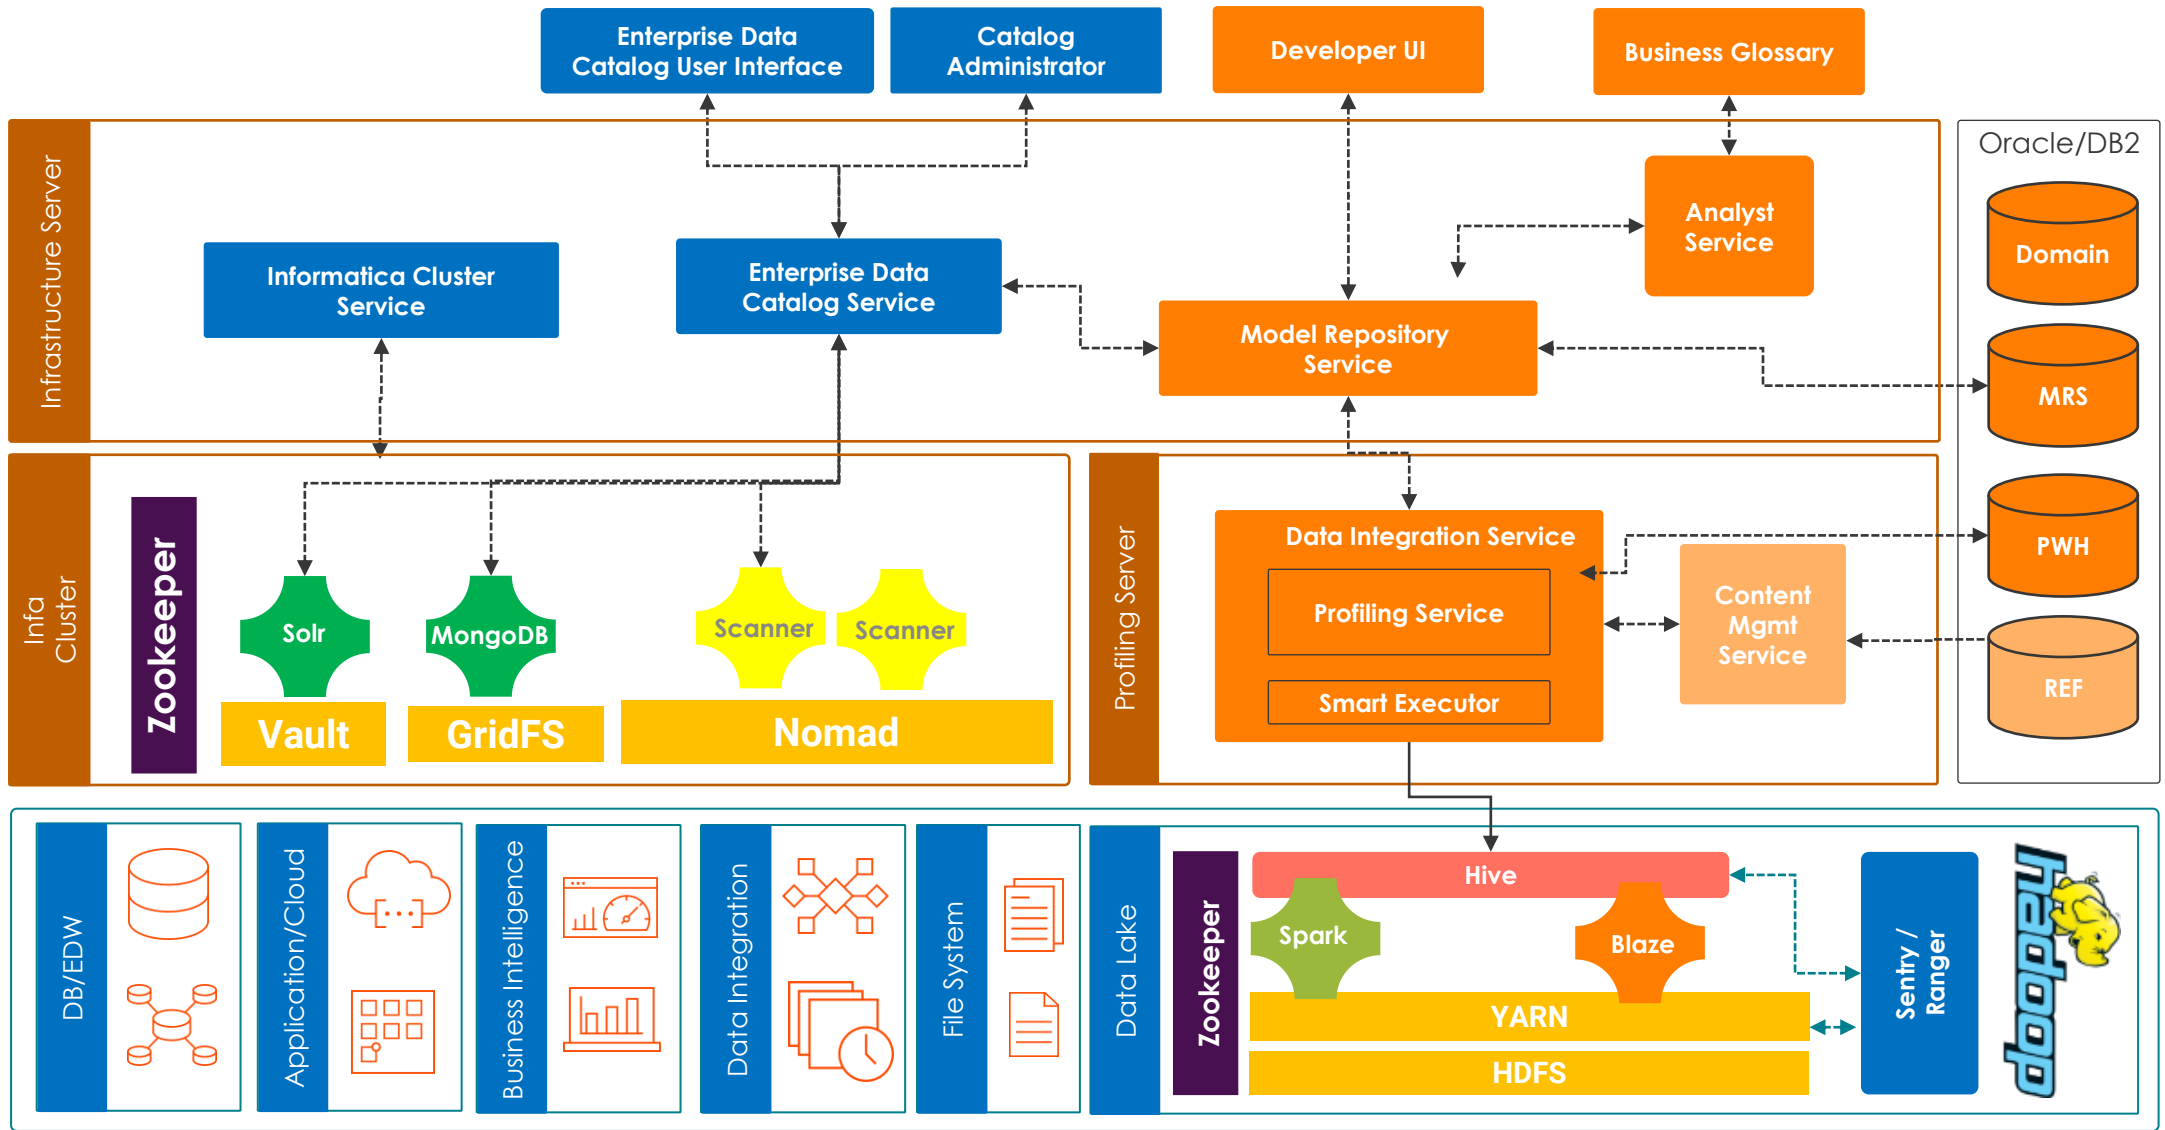 Enterprise Data
Catalog User Interface
Catalog
Administrator
Developer UI
Business Glossary
Infrastructure Server
Oracle/DB2
Analyst
Service
Domain
Informatica Cluster
Service
Enterprise Data
Catalog Service
Model Repository
Service
MRS
Infa
Cluster
Zookeeper
Solr
MongoDB
Scanner
Scanner
Vault
GridFS
Nomad
Profiling Server
Data Integration Service
Profiling Service
Smart Executor
Content
Mgmt
Service
PWH
REF
DB/EDW
Application/Cloud
Business Intelligence
Data Integration
File System
Data Lake
Zookeeper
Hive
Spark
Blaze
YARN
HDFS
Sentry /
Ranger
hadoop